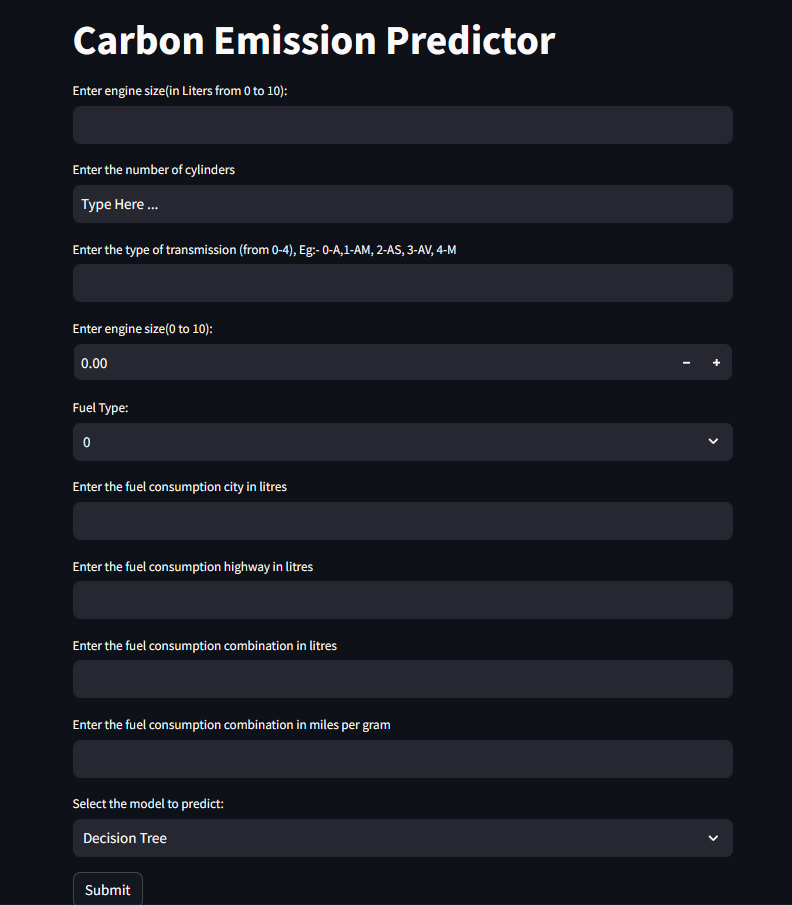 Carbon Emission Predictor
Enter engine size(in Liters from 0 to 10):
Enter the number of cylinders
Type Here ...
Enter the type of transmission (from 0-4), Eg:- 0-A,1-AM, 2-AS, 3-AV, 4-M
Enter engine size(0 to 10):
0.00
Fuel Type:
0
Enter the fuel consumption city in litres
Enter the fuel consumption highway in litres
Enter the fuel consumption combination in litres
Enter the fuel consumption combination in miles per gram
Select the model to predict:
Decision Tree
Submit